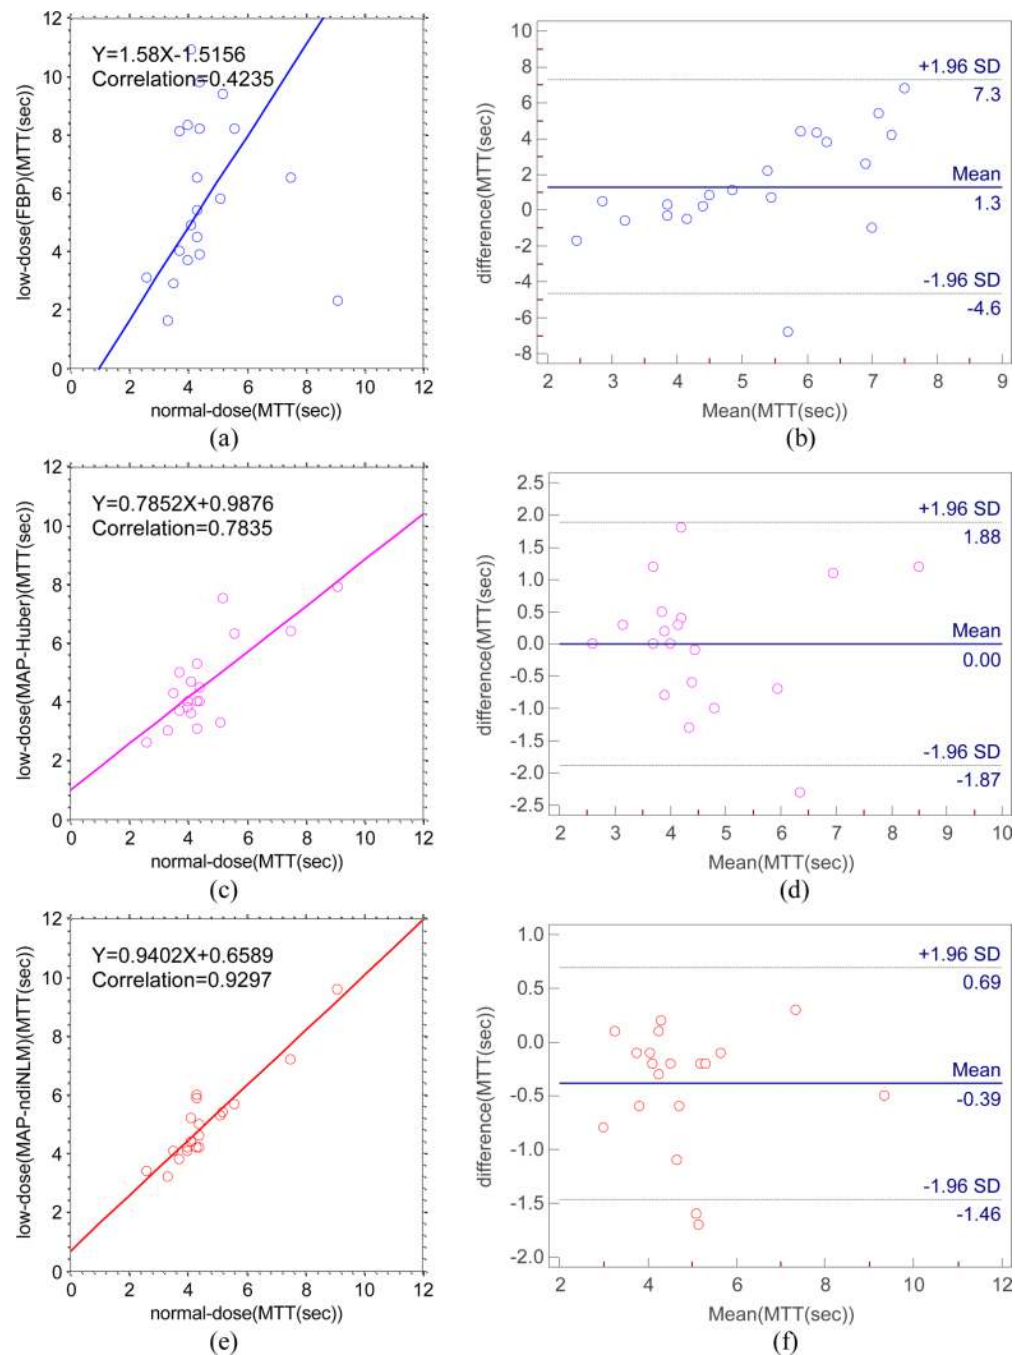 12
10
8
6
4
2
0
low-dose(FBP)(MTT(sec))
Y=1.58X-1.5156
Correlation=0.4235
0 2 4 6 8 10 12
normal-dose(MTT(sec))
(a)
10
8
6
4
2
0
-2
-4
-6
-8
difference(MTT(sec))
+1.96 SD
7.3
Mean
1.3
-1.96 SD
-4.6
2 3 4 5 6 7 8 9
Mean(MTT(sec))
(b)
12
10
8
6
4
2
0
low-dose(MAP-Huber)(MTT(sec))
Y=0.7852X+0.9876
Correlation=0.7835
0 2 4 6 8 10 12
normal-dose(MTT(sec))
(c)
2.5
2.0
1.5
1.0
0.5
0.0
-0.5
-1.0
-1.5
-2.0
-2.5
difference(MTT(sec))
+1.96 SD
1.88
Mean
0.00
-1.96 SD
-1.87
2 3 4 5 6 7 8 9 10
Mean(MTT(sec))
(d)
12
10
8
6
4
2
0
low-dose(MAP-ndiNLM)(MTT(sec))
Y=0.9402X+0.6589
Correlation=0.9297
0 2 4 6 8 10 12
normal-dose(MTT(sec))
(e)
1.0
0.5
0.0
-0.5
-1.0
-1.5
-2.0
difference(MTT(sec))
+1.96 SD
0.69
Mean
-0.39
-1.96 SD
-1.46
2 4 6 8 10 12
Mean(MTT(sec))
(f)